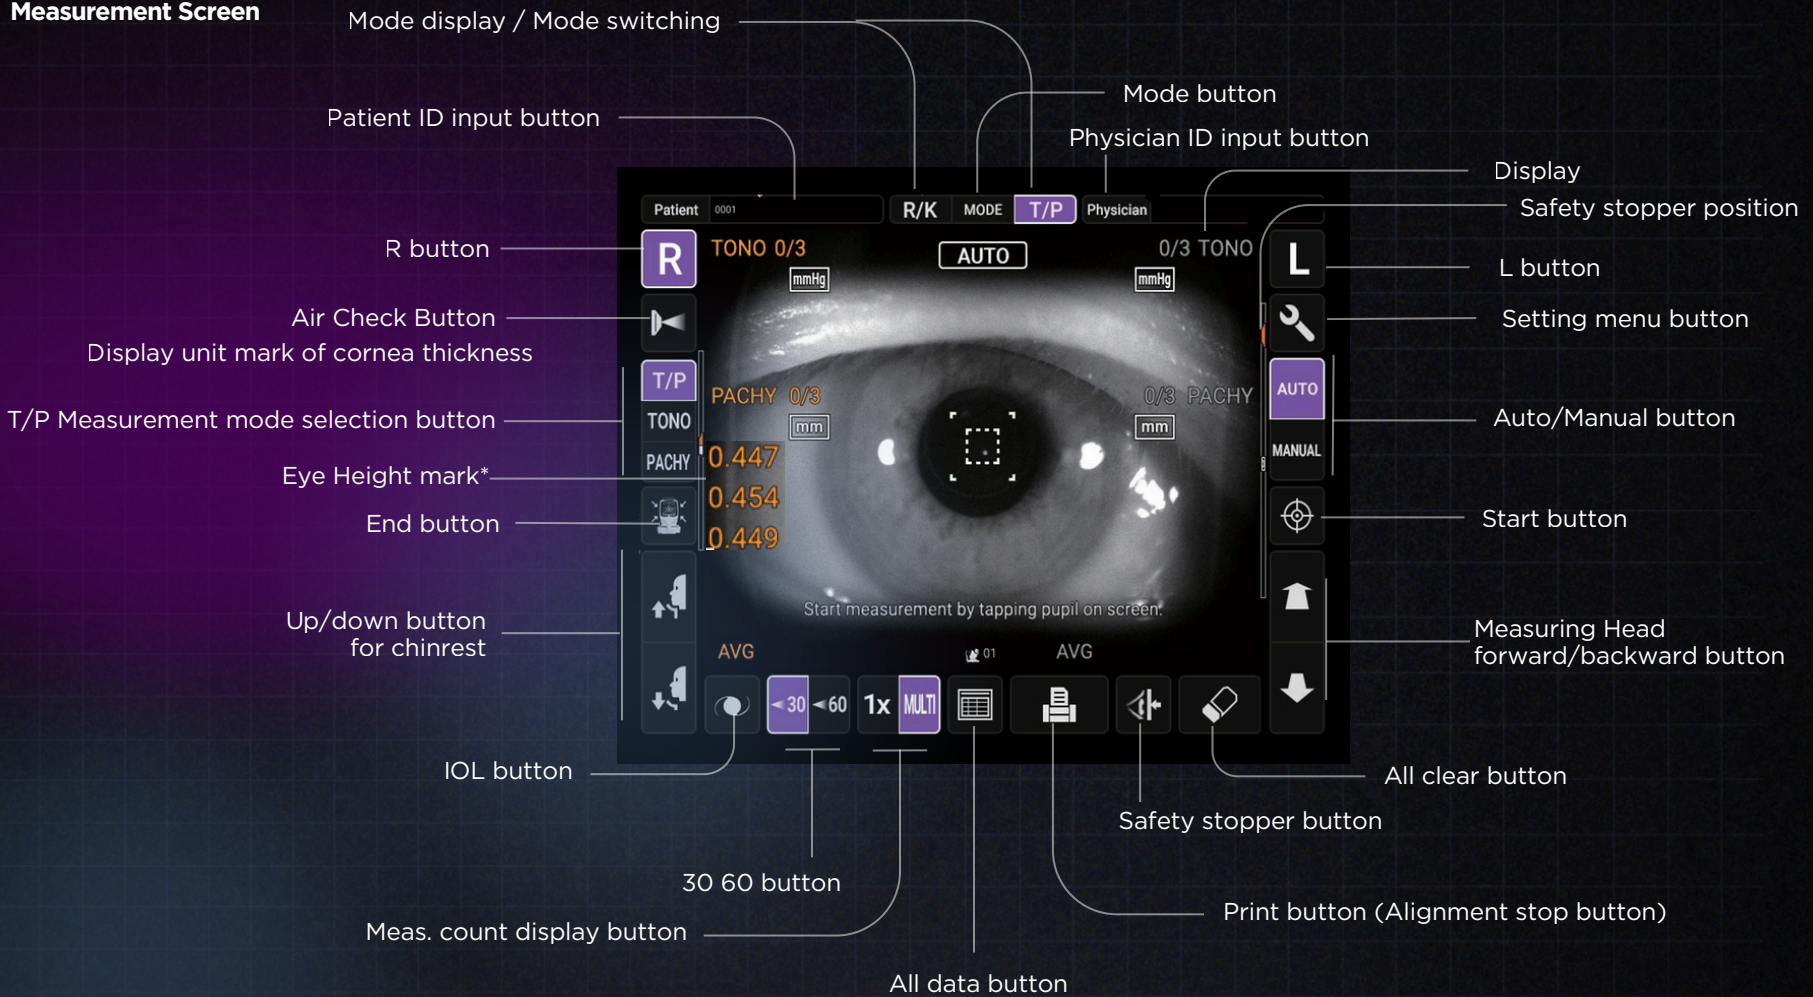 Measurement Screen
Mode display / Mode switching
Mode button
Patient ID input button
Physician ID input button
Display
Safety stopper position
Patient 0001
R/K MODE T/P
Physician
R button
R
TONO 0/3
AUTO
0/3 TONO
L
L button
mmHg
mmHg
Air Check Button
Setting menu button
Display unit mark of cornea thickness
T/P
PACHY 0/3
0/3 PACHY
AUTO
T/P Measurement mode selection button
TONO
mm
mm
Auto/Manual button
PACHY
0.447
MANUAL
Eye Height mark*
0.454
End button
Start button
0.449
Start measurement by tapping pupil on screen.
Up/down button
for chinrest
Measuring Head
forward/backward button
AVG
01
AVG
◄30 ◄60
1x MULTI
IOL button
All clear button
Safety stopper button
30 60 button
Print button (Alignment stop button)
Meas. count display button
All data button